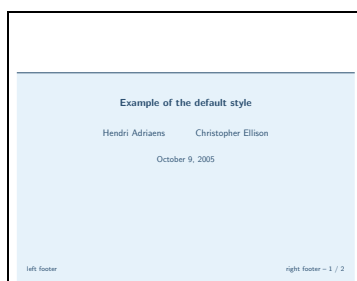 Example of the default style
Hendri Adriaens Christopher Ellison
October 9, 2005
left footer right footer – 1 / 2